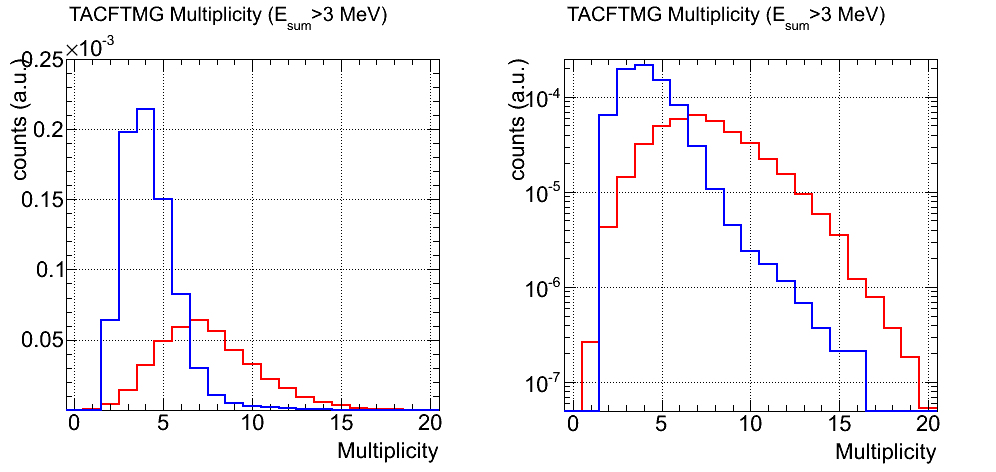 TACFTMG Multiplicity (E_sum>3 MeV)
×10^-3
counts (a.u.)
0.25
0.2
0.15
0.1
0.05
0 5 10 15 20
Multiplicity
TACFTMG Multiplicity (E_sum>3 MeV)
counts (a.u.)
10^-4
10^-5
10^-6
10^-7
0 5 10 15 20
Multiplicity